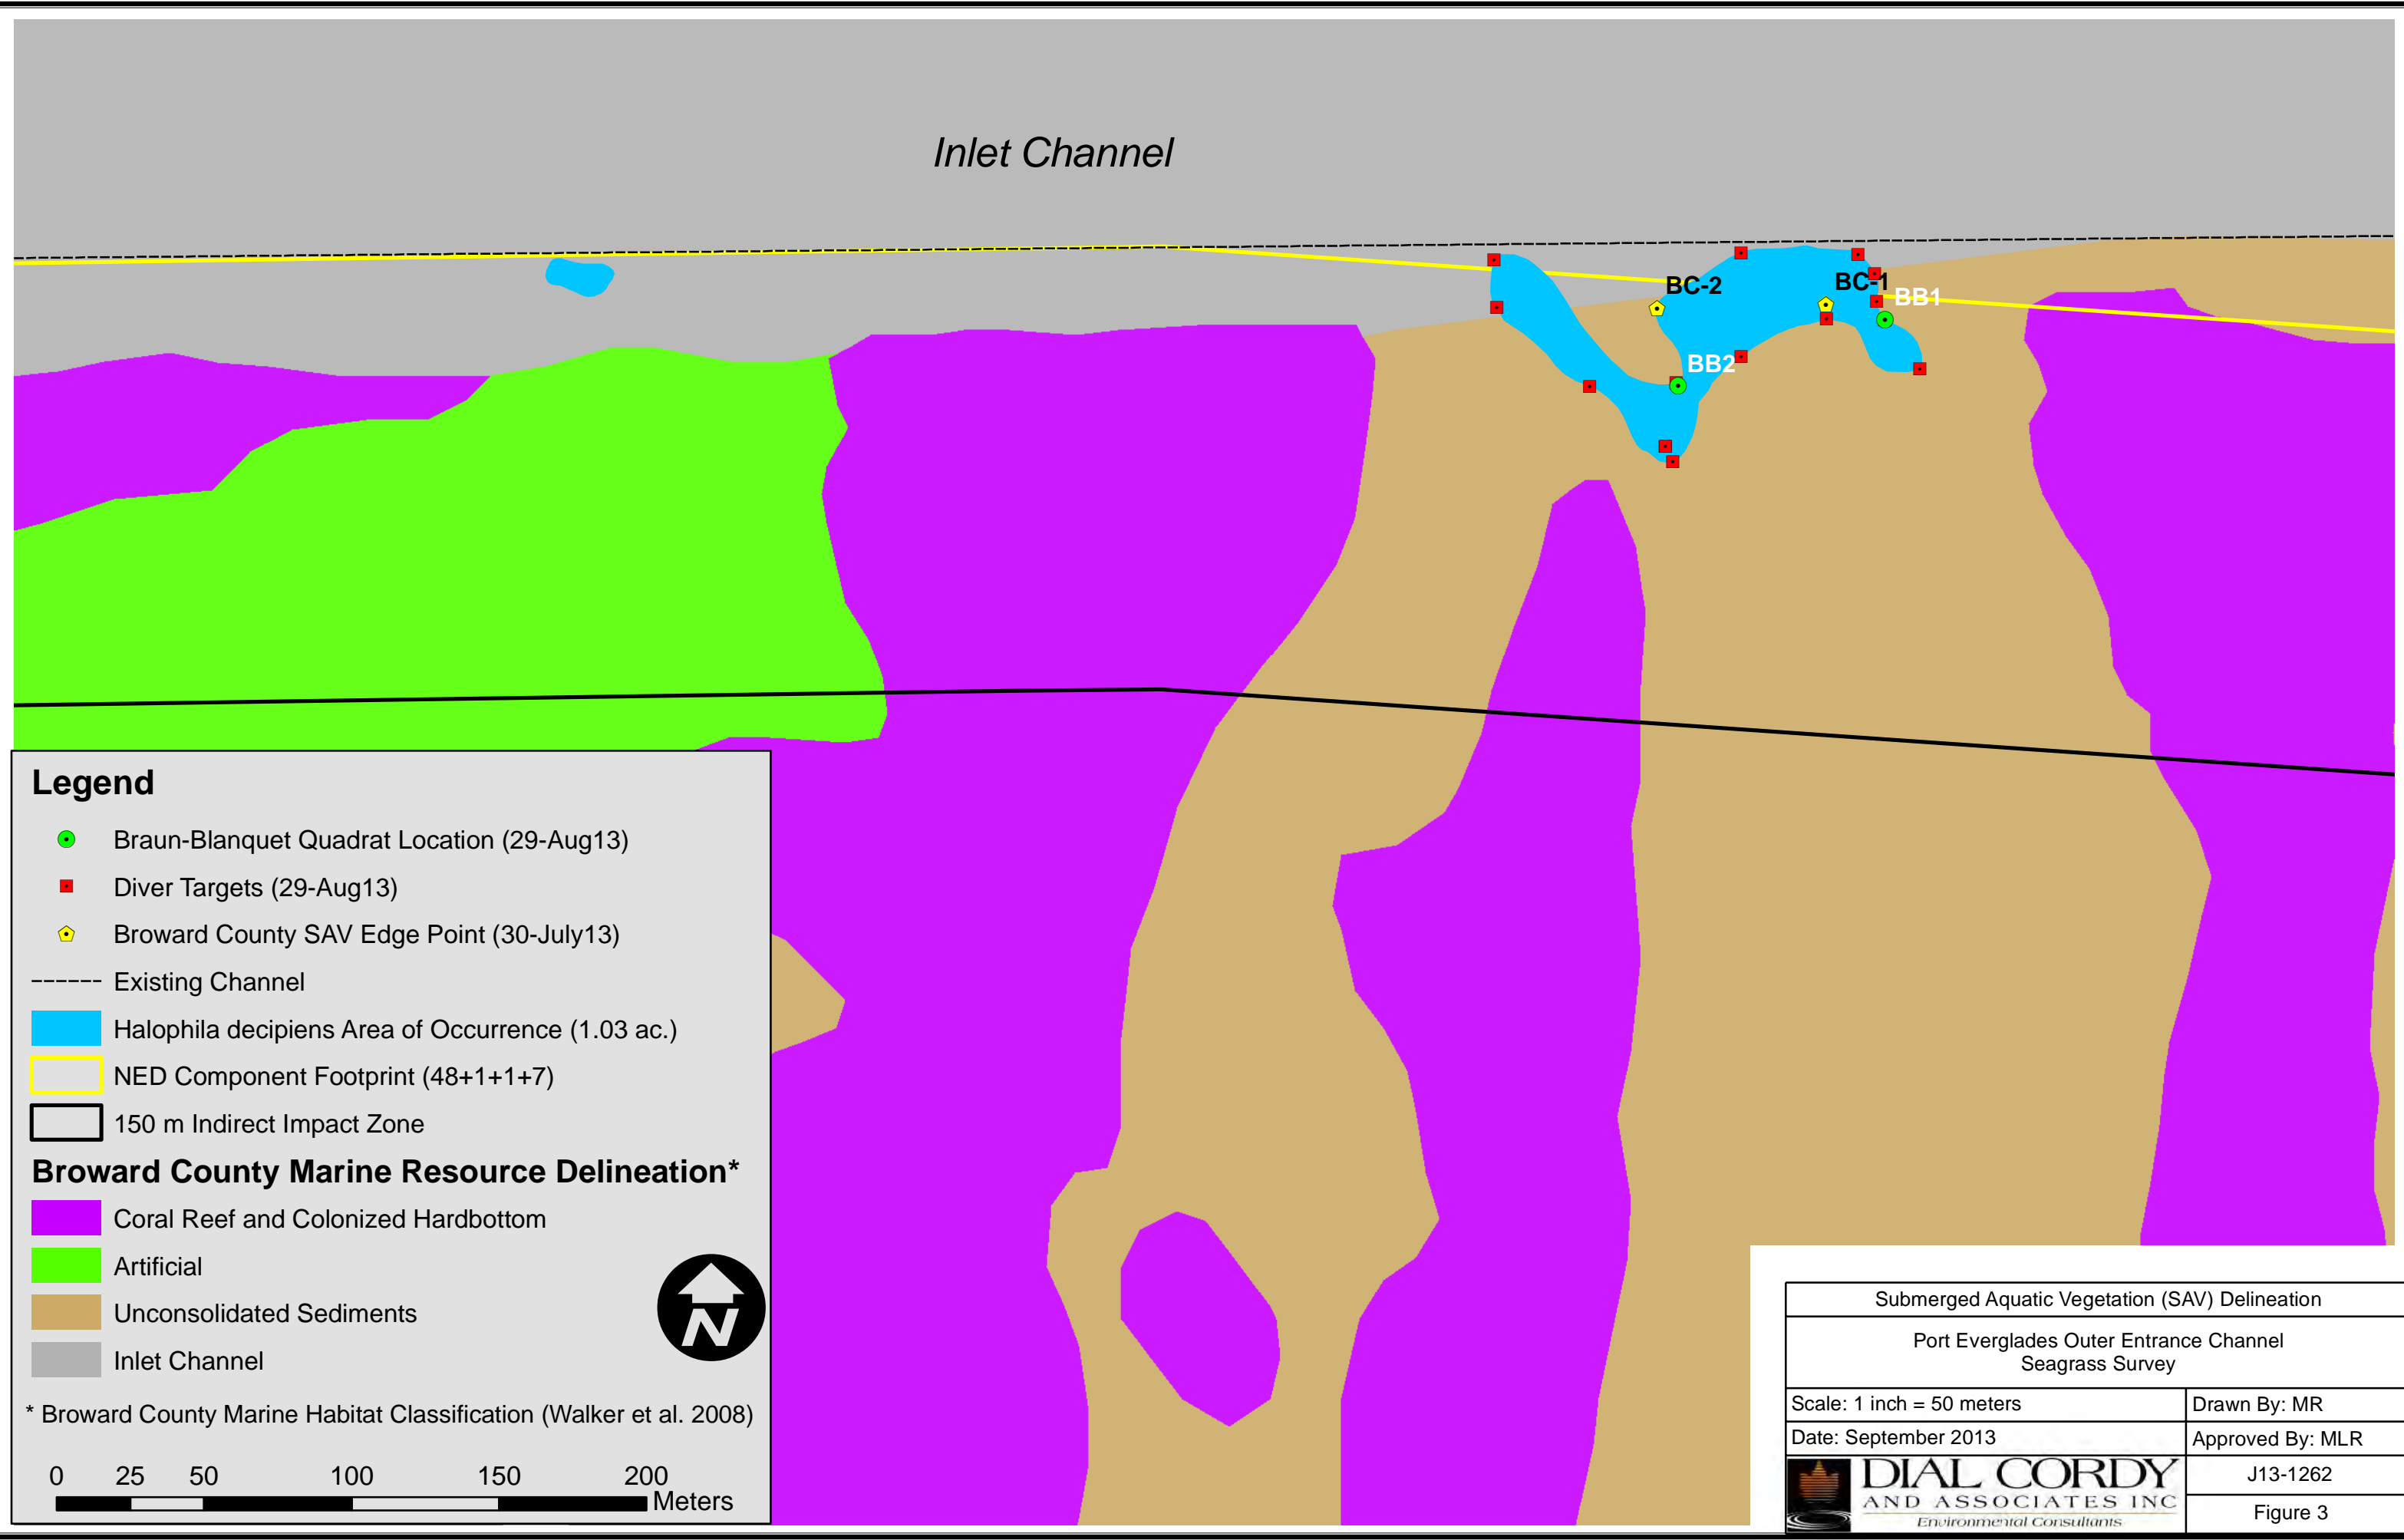 Inlet Channel
BC-2
BC-1
BB1
BB2
Legend
Braun-Blanquet Quadrat Location (29-Aug13)
Diver Targets (29-Aug13)
Broward County SAV Edge Point (30-July13)
Existing Channel
Halophila decipiens Area of Occurrence (1.03 ac.)
NED Component Footprint (48+1+1+7)
150 m Indirect Impact Zone
Broward County Marine Resource Delineation*
Coral Reef and Colonized Hardbottom
Artificial
Unconsolidated Sediments
Inlet Channel
N
* Broward County Marine Habitat Classification (Walker et al. 2008)
0 25 50 100 150 200
Meters
Submerged Aquatic Vegetation (SAV) Delineation
Port Everglades Outer Entrance Channel
Seagrass Survey
Scale: 1 inch = 50 meters
Drawn By: MR
Date: September 2013
Approved By: MLR
DIAL CORDY
AND ASSOCIATES INC
Environmental Consultants
J13-1262
Figure 3